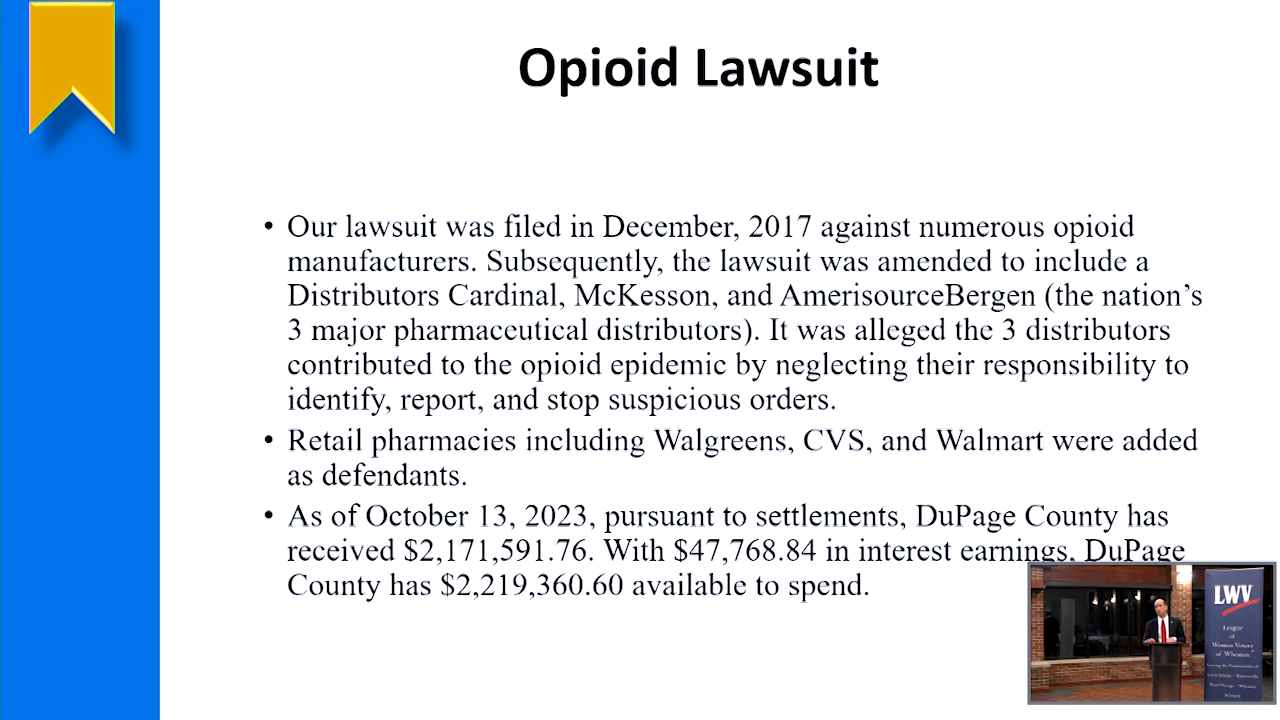 Opioid Lawsuit
• Our lawsuit was filed in December, 2017 against numerous opioid
manufacturers. Subsequently, the lawsuit was amended to include a
Distributors Cardinal, McKesson, and AmerisourceBergen (the nation’s
3 major pharmaceutical distributors). It was alleged the 3 distributors
contributed to the opioid epidemic by neglecting their responsibility to
identify, report, and stop suspicious orders.
• Retail pharmacies including Walgreens, CVS, and Walmart were added
as defendants.
• As of October 13, 2023, pursuant to settlements, DuPage County has
received $2,171,591.76. With $47,768.84 in interest earnings, DuPage
County has $2,219,360.60 available to spend.
LWV
League
of
Women Voters
of Wheaton